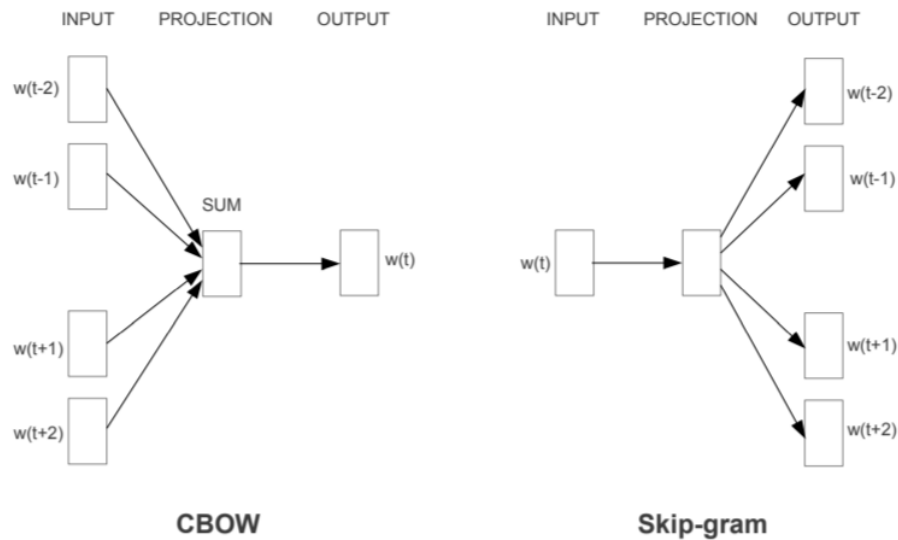 INPUT PROJECTION OUTPUT
w(t-2)
w(t-1)
SUM
w(t)
w(t+1)
w(t+2)
CBOW
INPUT PROJECTION OUTPUT
w(t-2)
w(t-1)
w(t)
w(t+1)
w(t+2)
Skip-gram